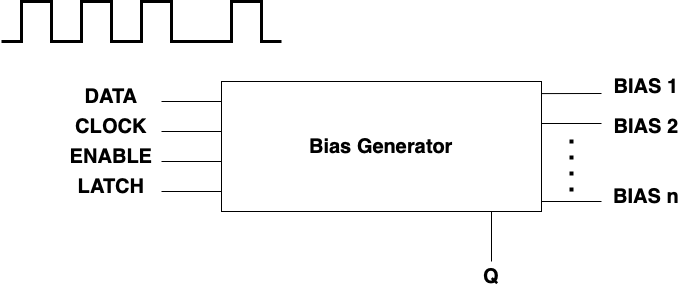 DATA
CLOCK
ENABLE
LATCH
Bias Generator
BIAS 1
BIAS 2
BIAS n
Q